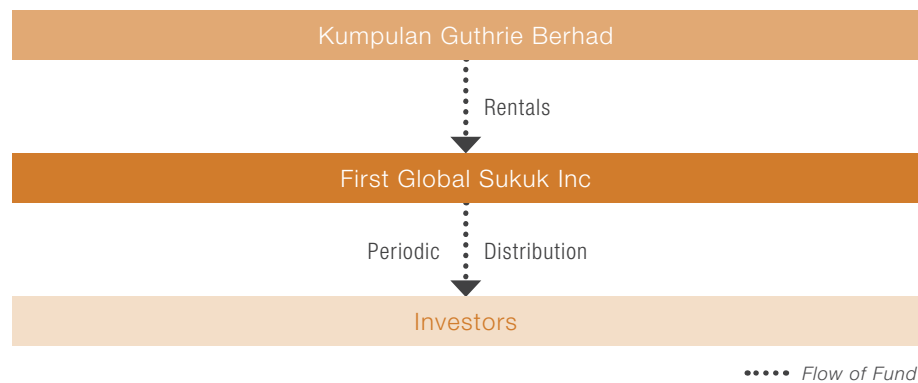 Kumpulan Guthrie Berhad
Rentals
First Global Sukuk Inc
Periodic Distribution
Investors
Flow of Fund